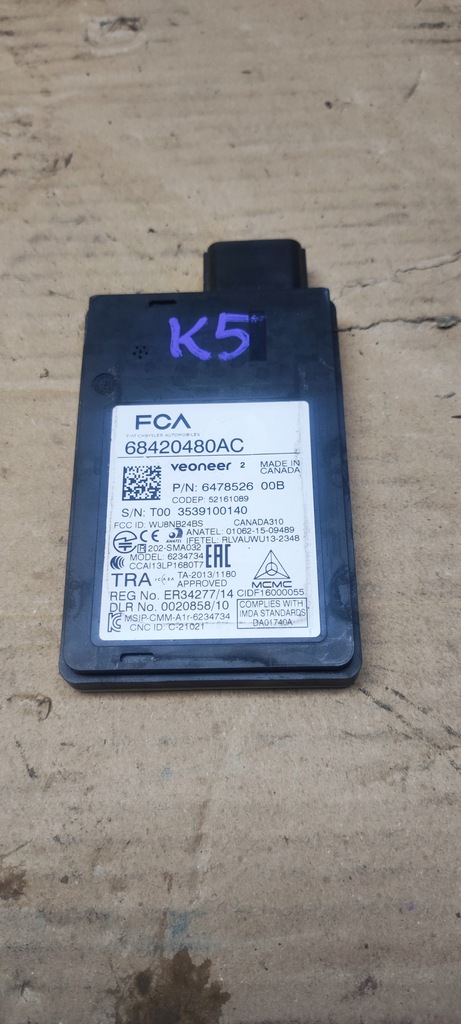 K5
FCA
FIAT CHRYSLER AUTOMOBILES
68420480AC
veoneer 2 MADE IN CANADA
P/N: 6478526 00B
CODEP: 52161089
S/N: T00 3539100140
FCC ID: WU8NB24BS CANADA310
CE ANATEL ANATEL: 01062-15-09489
IFETEL: RLVAUWU13-2348
202-SMA032
MODEL: 6234734
CCAI13LP1680T7
EAC
TRA
TA-2013/1180
APPROVED
MCMC
REG No. ER34277/14 CIDF16000055
DLR No. 0020858/10
COMPLIES WITH
IMDA STANDARDS
DA01740A
MSIP-CMM-A1r-6234734
CNC ID: C-21021